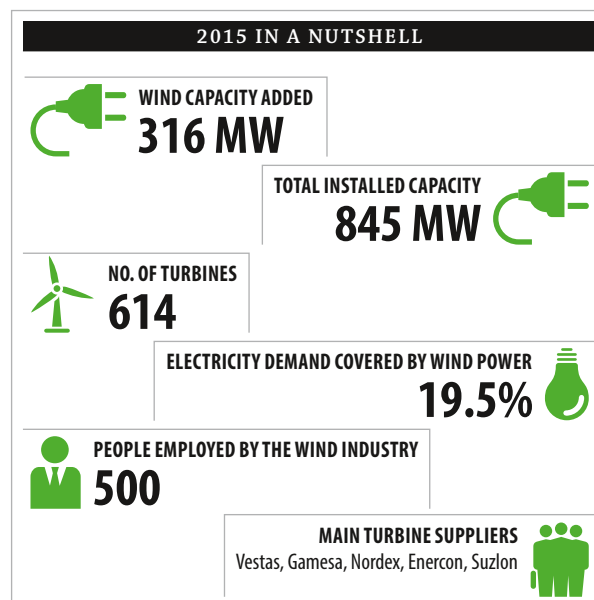 2015 IN A NUTSHELL
WIND CAPACITY ADDED
316 MW
TOTAL INSTALLED CAPACITY
845 MW
NO. OF TURBINES
614
ELECTRICITY DEMAND COVERED BY WIND POWER
19.5%
PEOPLE EMPLOYED BY THE WIND INDUSTRY
500
MAIN TURBINE SUPPLIERS
Vestas, Gamesa, Nordex, Enercon, Suzlon